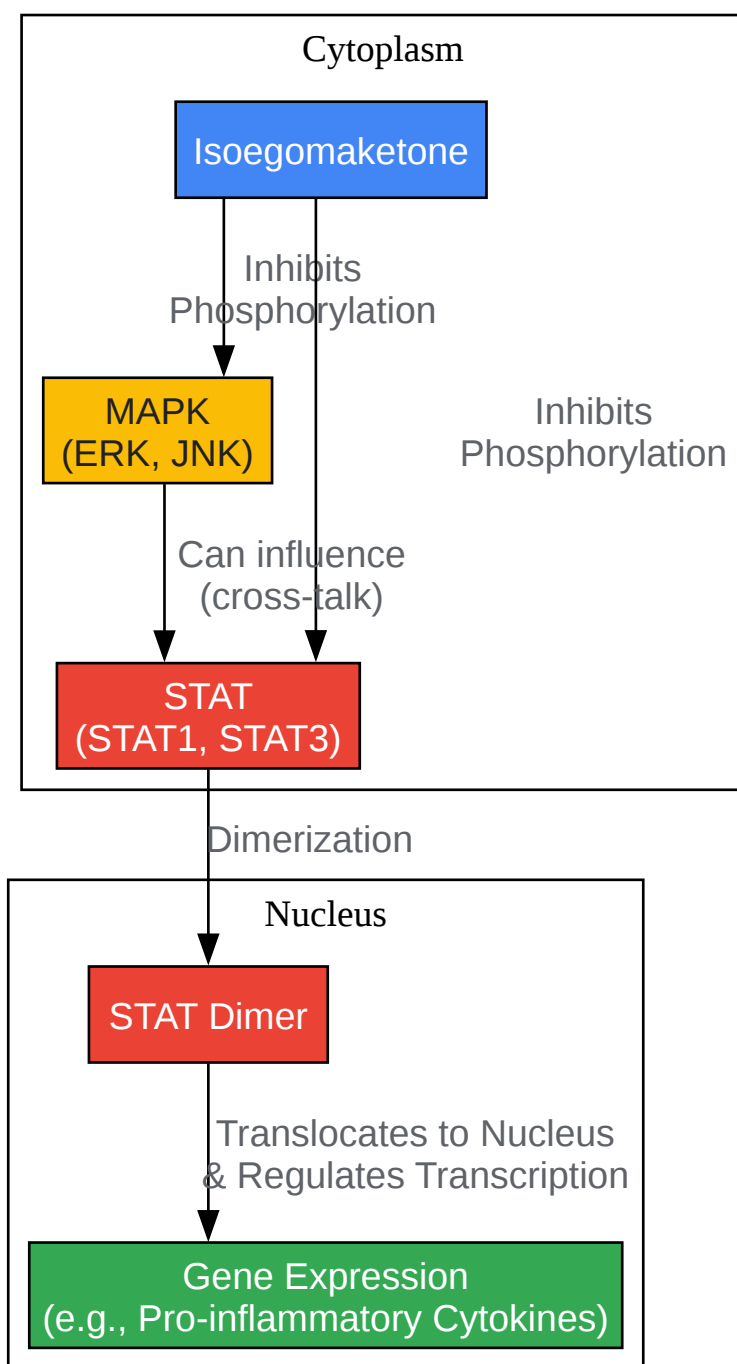 Cytoplasm
Isoegomaketone
Inhibits
Phosphorylation
MAPK
(ERK, JNK)
Inhibits
Phosphorylation
Can influence
(cross-talk)
STAT
(STAT1, STAT3)
Dimerization
Nucleus
STAT Dimer
Translocates to Nucleus
& Regulates Transcription
Gene Expression
(e.g., Pro-inflammatory Cytokines)